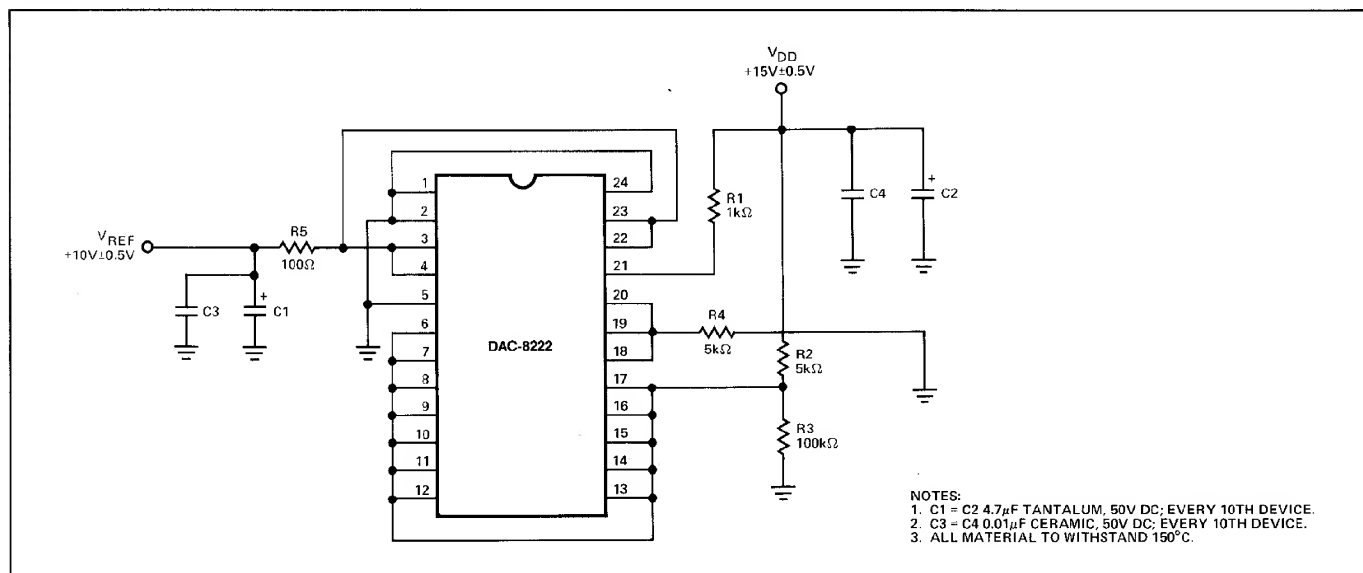 VDD
+15V±0.5V
VREF
+10V±0.5V
R5
100Ω
C3
C1
1
2
3
4
5
6
7
8
9
10
11
12
DAC-8222
24
23
22
21
20
19
18
17
16
15
14
13
R1
1kΩ
C4
C2
R4
5kΩ
R2
5kΩ
R3
100kΩ
+
+
NOTES:
1. C1 = C2 4.7μF TANTALUM, 50V DC; EVERY 10TH DEVICE.
2. C3 = C4 0.01μF CERAMIC, 50V DC; EVERY 10TH DEVICE.
3. ALL MATERIAL TO WITHSTAND 150°C.